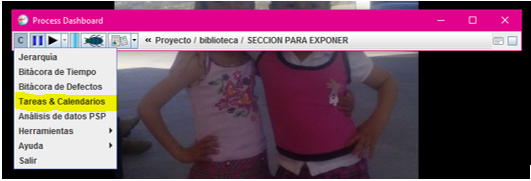 Process Dashboard
C « Proyecto / biblioteca / SECCION PARA EXPONER
Jerarquía
Bitácora de Tiempo
Bitácora de Defectos
Tareas & Calendarios
Análisis de datos PSP
Herramientas
Ayuda
Salir